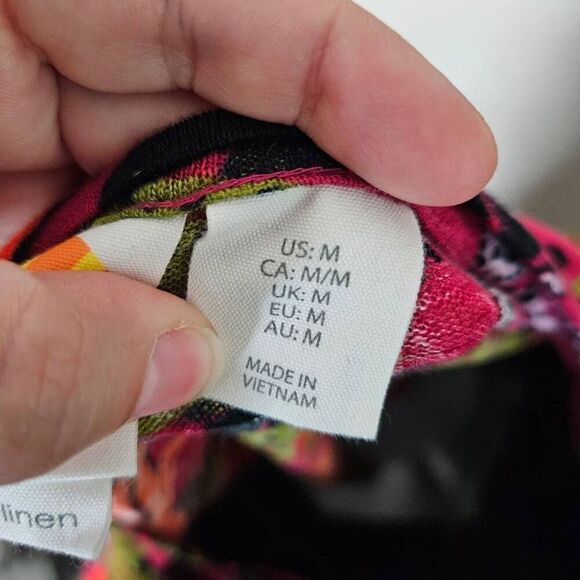 US: M
CA: M/M
UK: M
EU: M
AU: M
MADE IN
VIETNAM
linen